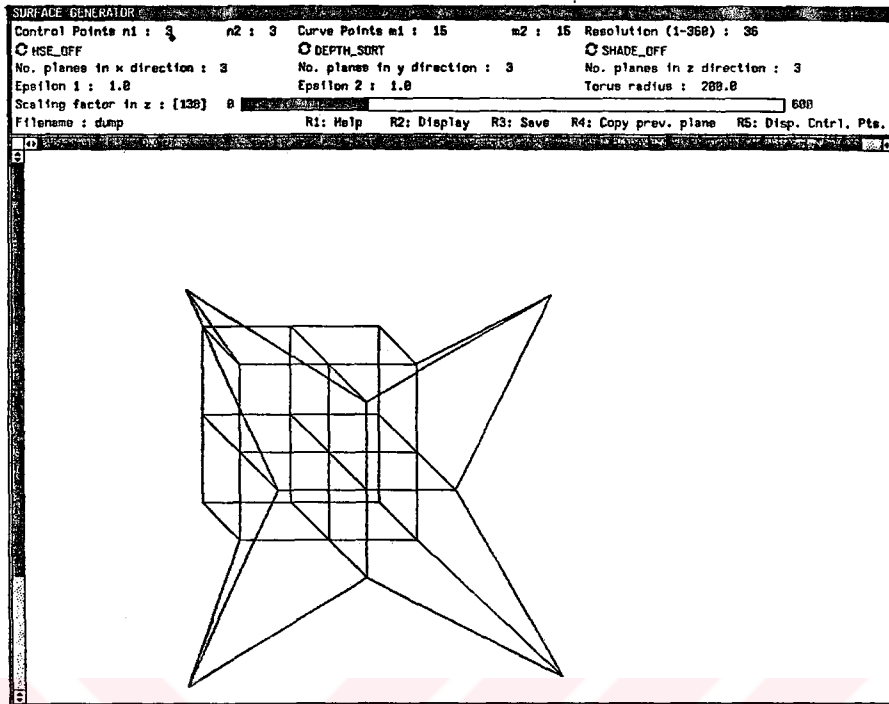 SURFACE GENERATOR
Control Points n1 : 3 n2 : 3 Curve Points m1 : 15 m2 : 15 Resolution (1-360) : 36
HSE_OFF DEPTH_SORT SHADE_OFF
No. planes in x direction : 3 No. planes in y direction : 3 No. planes in z direction : 3
Epsilon 1 : 1.0 Epsilon 2 : 1.0 Torus radius : 200.0
Scaling factor in z : [130] 0 600
Filename : dump R1: Help R2: Display R3: Save R4: Copy prev. plane R5: Disp. Cntrl. Pts.